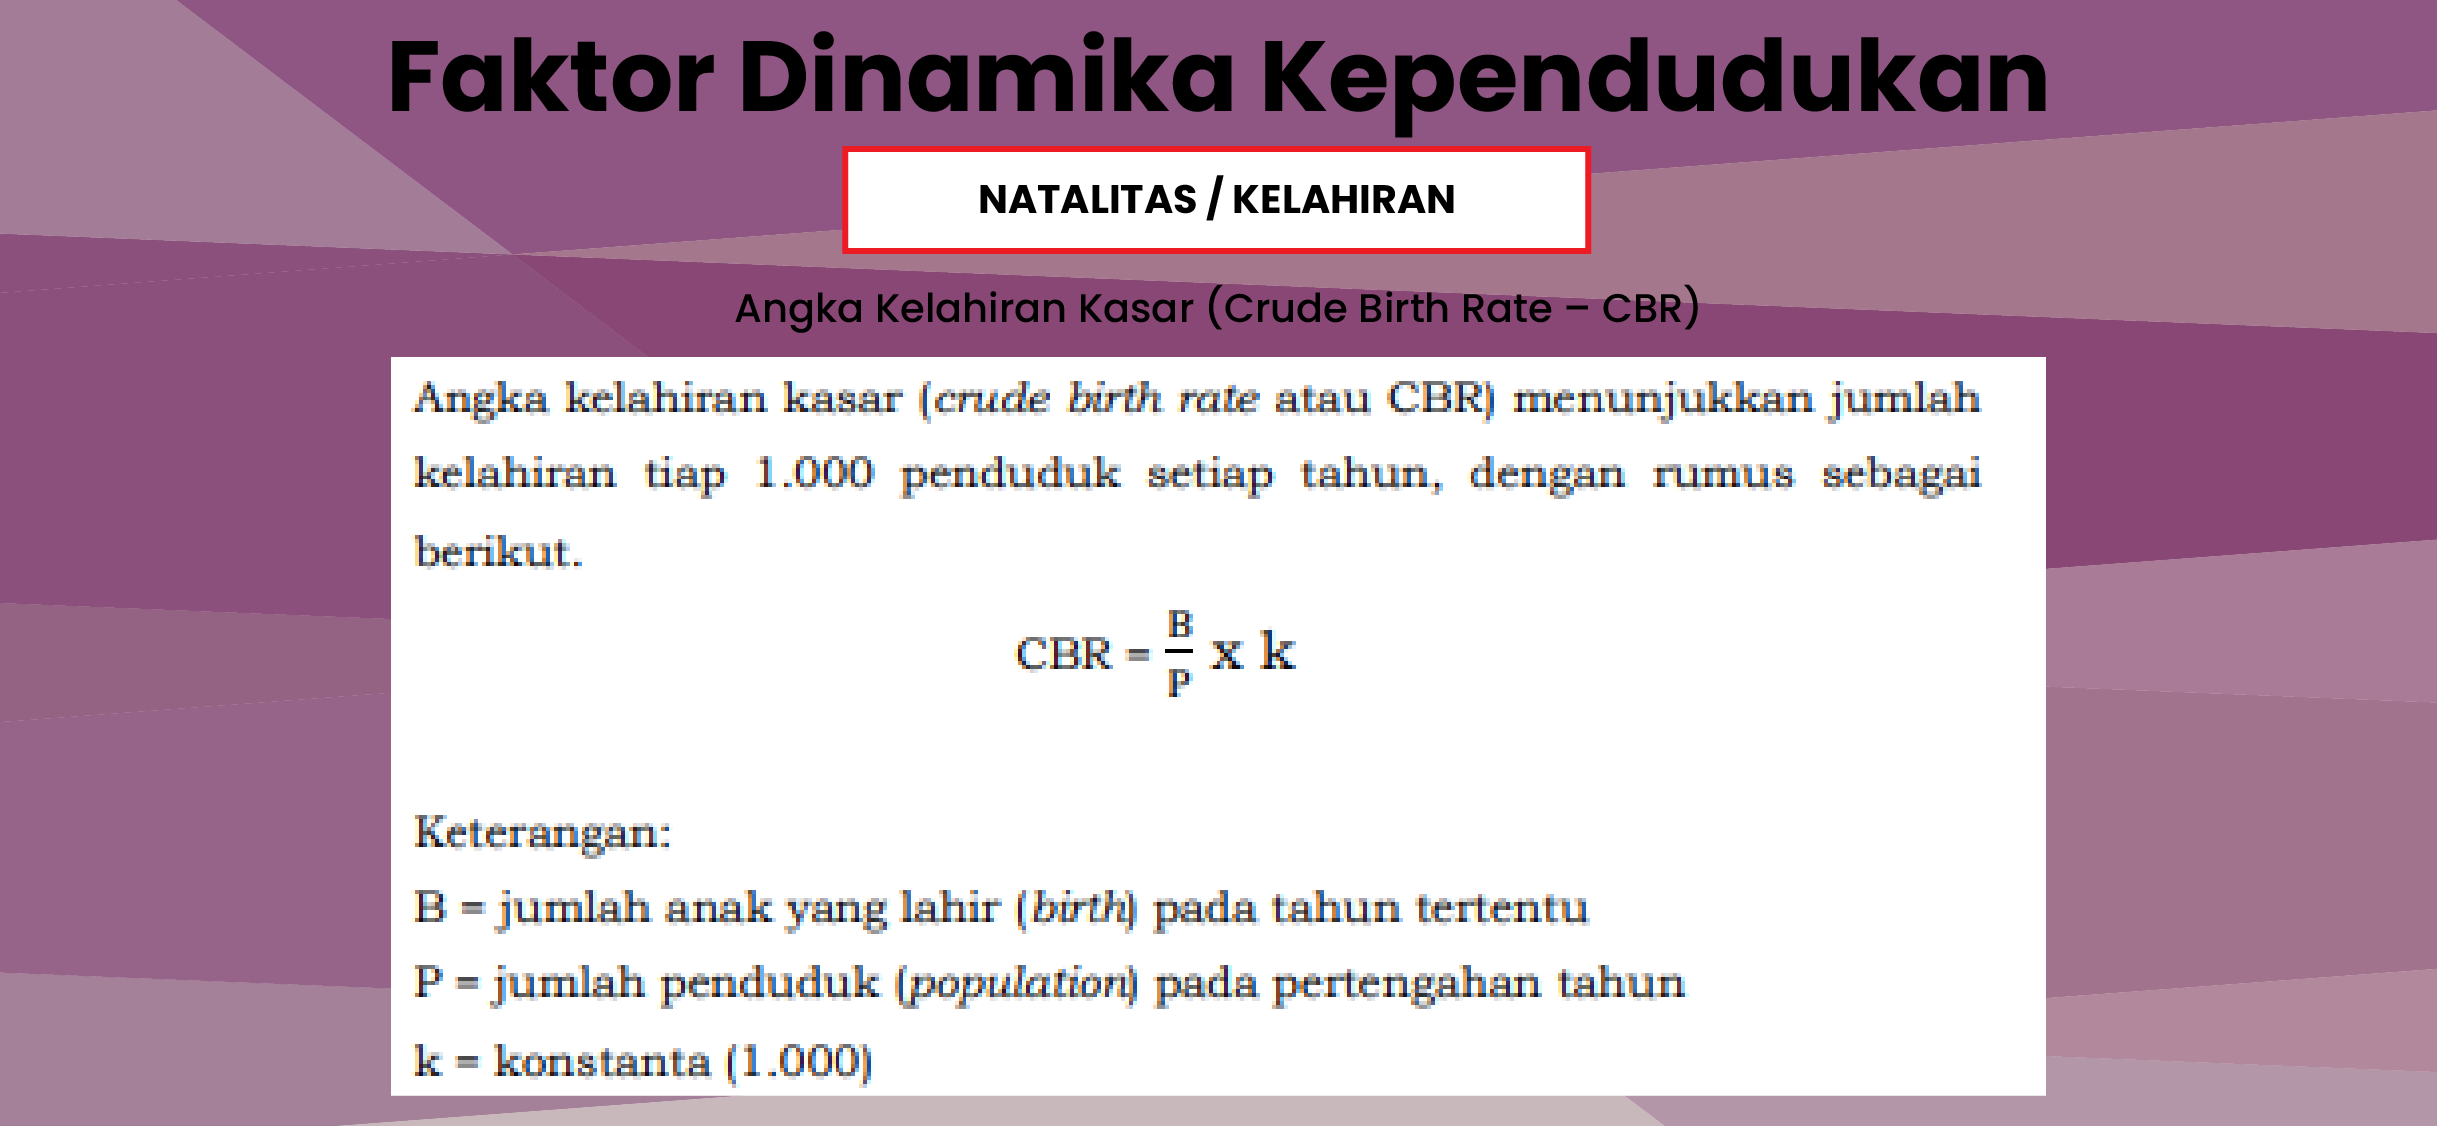 Faktor Dinamika Kependudukan
NATALITAS / KELAHIRAN
Angka Kelahiran Kasar (Crude Birth Rate – CBR)
Angka kelahiran kasar (crude birth rate atau CBR) menunjukkan jumlah
kelahiran tiap 1.000 penduduk setiap tahun, dengan rumus sebagai
berikut.
CBR = B/P x k
Keterangan:
B = jumlah anak yang lahir (birth) pada tahun tertentu
P = jumlah penduduk (population) pada pertengahan tahun
k = konstanta (1.000)